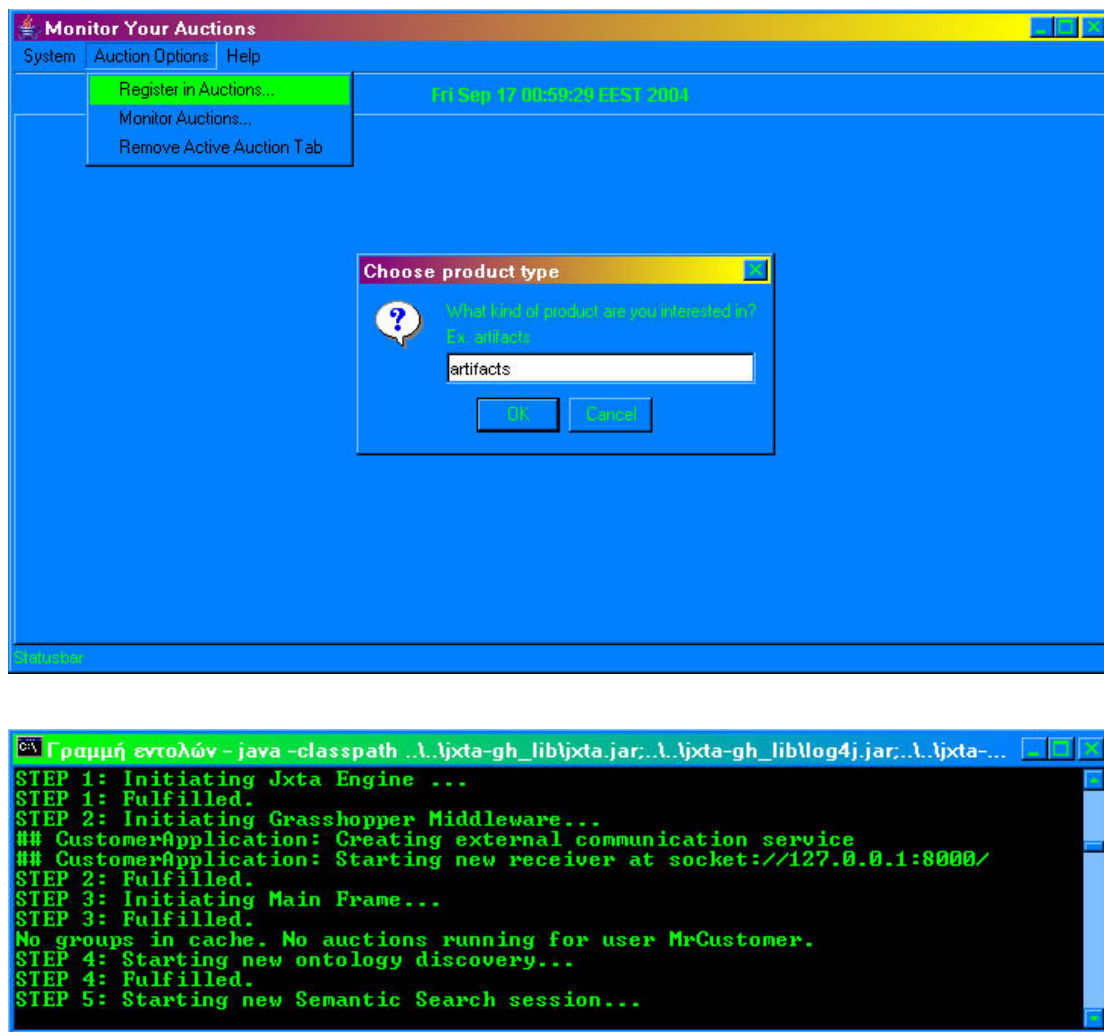 Monitor Your Auctions
System Auction Options Help
Register in Auctions...
Monitor Auctions...
Remove Active Auction Tab
Fri Sep 17 00:59:29 EEST 2004
Choose product type
What kind of product are you interested in?
Ex. artifacts
artifacts
OK Cancel
Statusbar
Γραμμή εντολών - java -classpath ..\..\jxta-gh_lib\jxta.jar;..\..\jxta-gh_lib\log4j.jar;..\..\jxta-...
STEP 1: Initiating Jxta Engine ...
STEP 1: Fulfilled.
STEP 2: Initiating Grasshopper Middleware...
## CustomerApplication: Creating external communication service
## CustomerApplication: Starting new receiver at socket://127.0.0.1:8000/
STEP 2: Fulfilled.
STEP 3: Initiating Main Frame...
STEP 3: Fulfilled.
No groups in cache. No auctions running for user MrCustomer.
STEP 4: Starting new ontology discovery...
STEP 4: Fulfilled.
STEP 5: Starting new Semantic Search session...